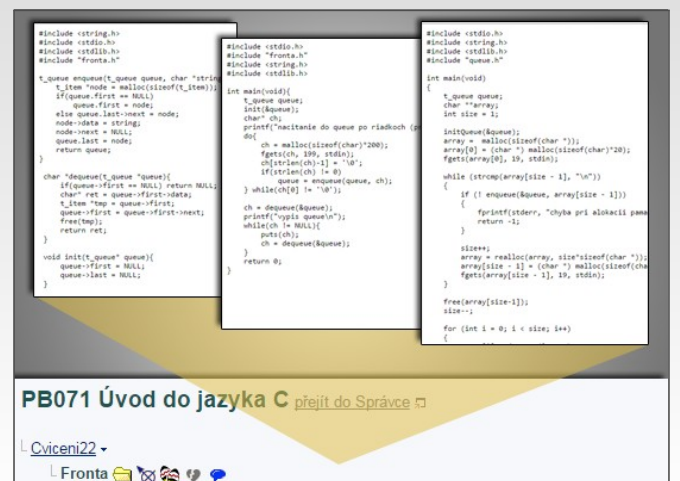 #include <string.h>
#include <stdio.h>
#include <stdlib.h>
#include "fronta.h"
t_queue enqueue(t_queue queue, char *string
t_item *node = malloc(sizeof(t_item));
if(queue.first == NULL)
queue.first = node;
else queue.last->next = node;
node->data = string;
node->next = NULL;
queue.last = node;
return queue;
}
char *dequeue(t_queue *queue){
if(queue->first == NULL) return NULL;
char* ret = queue->first->data;
t_item *tmp = queue->first;
queue->first = queue->first->next;
free(tmp);
return ret;
}
void init(t_queue* queue){
queue->first = NULL;
queue->last = NULL;
}
#include <stdio.h>
#include "fronta.h"
#include <string.h>
#include <stdlib.h>
int main(void){
t_queue queue;
init(&queue);
char* ch;
printf("nacitanie do queue po riadkoch (p
do{
ch = malloc(sizeof(char)*200);
fgets(ch, 199, stdin);
ch[strlen(ch)-1] = '\0';
if(strlen(ch) != 0)
queue = enqueue(queue, ch);
} while(ch[0] != '\0');
ch = dequeue(&queue);
printf("vypis queue\n");
while(ch != NULL){
puts(ch);
ch = dequeue(&queue);
}
return 0;
}
#include <stdio.h>
#include <string.h>
#include <stdlib.h>
#include "queue.h"
int main(void)
{
t_queue queue;
char **array;
int size = 1;
initQueue(&queue);
array = malloc(sizeof(char *));
array[0] = (char *) malloc(sizeof(char)*20);
fgets(array[0], 19, stdin);
while (strcmp(array[size - 1], "\n"))
{
if (! enqueue(&queue, array[size - 1]))
{
fprintf(stderr, "chyba pri alokacii pama
return -1;
}
size++;
array = realloc(array, size*sizeof(char *));
array[size - 1] = (char *) malloc(sizeof(cha
fgets(array[size - 1], 19, stdin);
}
free(array[size-1]);
size--;
for (int i = 0; i < size; i++)
{
PB071 Úvod do jazyka C přejít do Správce
Cviceni22
Fronta